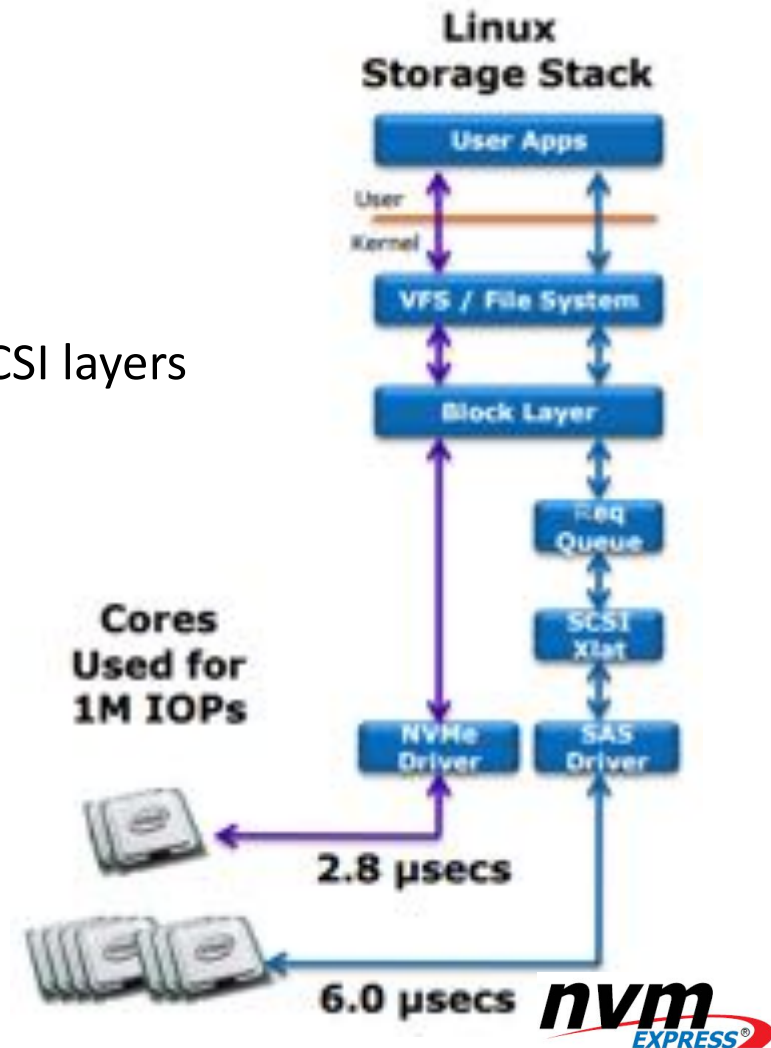 Linux
Storage Stack
User Apps
User
Kernel
VFS / File System
CSI layers
Block Layer
Req
Queue
SCSI
Xlat
Cores
Used for
1M IOPs
NVMe
Driver
SAS
Driver
2.8 µsecs
6.0 µsecs
nvm
EXPRESS®